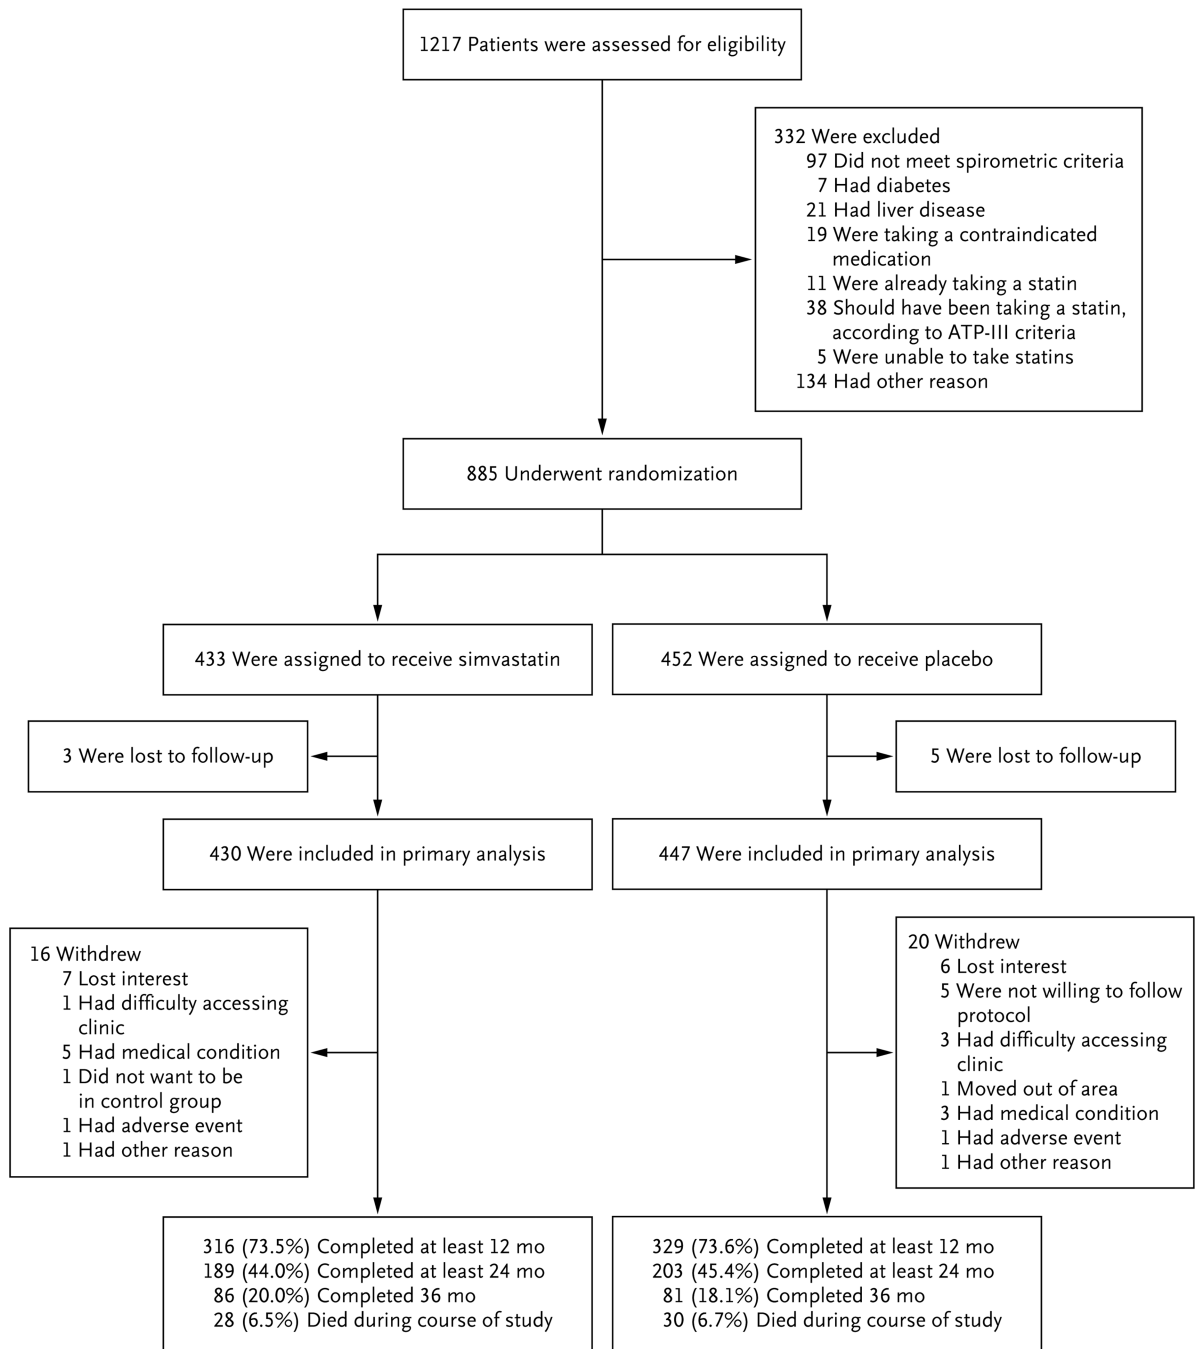 1217 Patients were assessed for eligibility
332 Were excluded
97 Did not meet spirometric criteria
7 Had diabetes
21 Had liver disease
19 Were taking a contraindicated
medication
11 Were already taking a statin
38 Should have been taking a statin,
according to ATP-III criteria
5 Were unable to take statins
134 Had other reason
885 Underwent randomization
433 Were assigned to receive simvastatin
452 Were assigned to receive placebo
3 Were lost to follow-up
5 Were lost to follow-up
430 Were included in primary analysis
447 Were included in primary analysis
16 Withdrew
7 Lost interest
1 Had difficulty accessing
clinic
5 Had medical condition
1 Did not want to be
in control group
1 Had adverse event
1 Had other reason
20 Withdrew
6 Lost interest
5 Were not willing to follow
protocol
3 Had difficulty accessing
clinic
1 Moved out of area
3 Had medical condition
1 Had adverse event
1 Had other reason
316 (73.5%) Completed at least 12 mo
189 (44.0%) Completed at least 24 mo
86 (20.0%) Completed 36 mo
28 (6.5%) Died during course of study
329 (73.6%) Completed at least 12 mo
203 (45.4%) Completed at least 24 mo
81 (18.1%) Completed 36 mo
30 (6.7%) Died during course of study